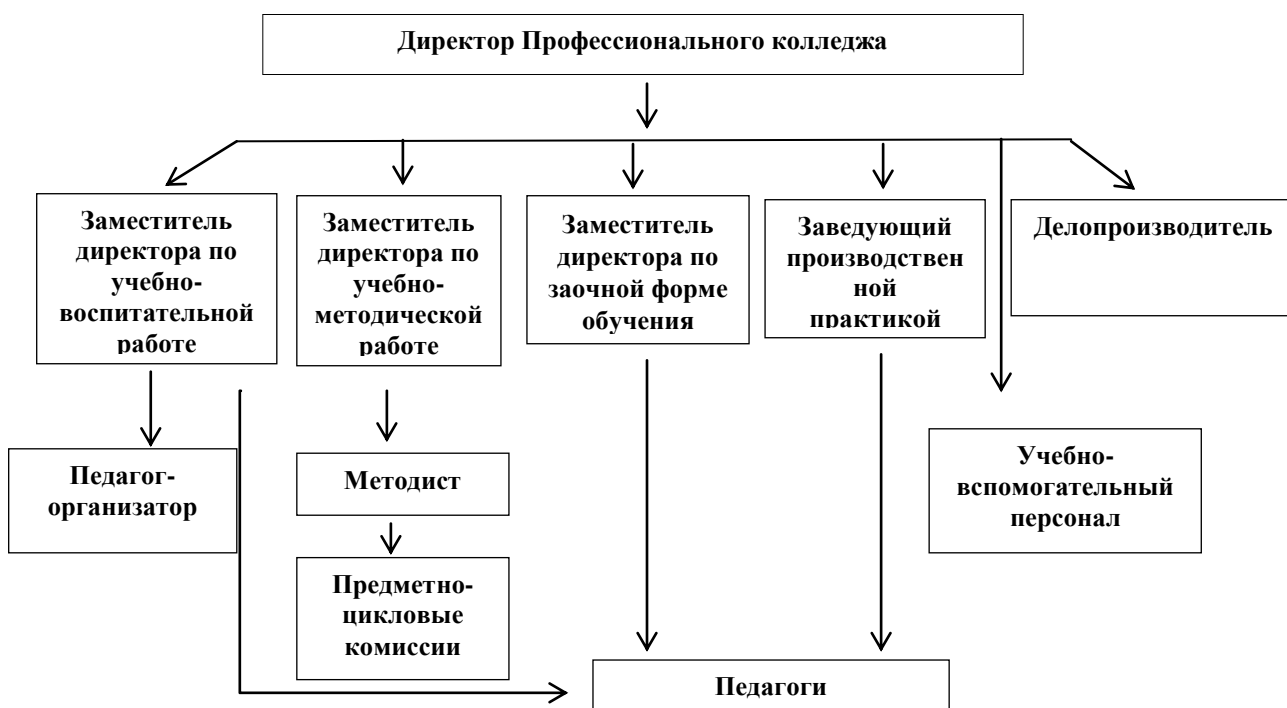 Директор Профессионального колледжа
Заместитель
директора по
учебно-
воспитательной
работе
Заместитель
директора по
учебно-
методической
работе
Заместитель
директора по
заочной форме
обучения
Заведующий
производствен
ной
практикой
Делопроизводитель
Педагог-
организатор
Методист
Учебно-
вспомогательный
персонал
Предметно-
цикловые
комиссии
Педагоги